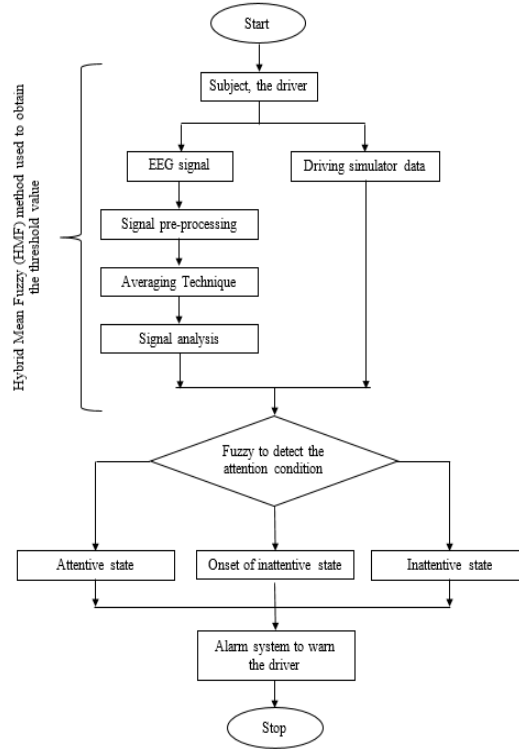 Start
Hybrid Mean Fuzzy (HMF) method used to obtain
the threshold value
Subject, the driver
EEG signal
Driving simulator data
Signal pre-processing
Averaging Technique
Signal analysis
Fuzzy to detect the
attention condition
Attentive state
Onset of inattentive state
Inattentive state
Alarm system to warn
the driver
Stop